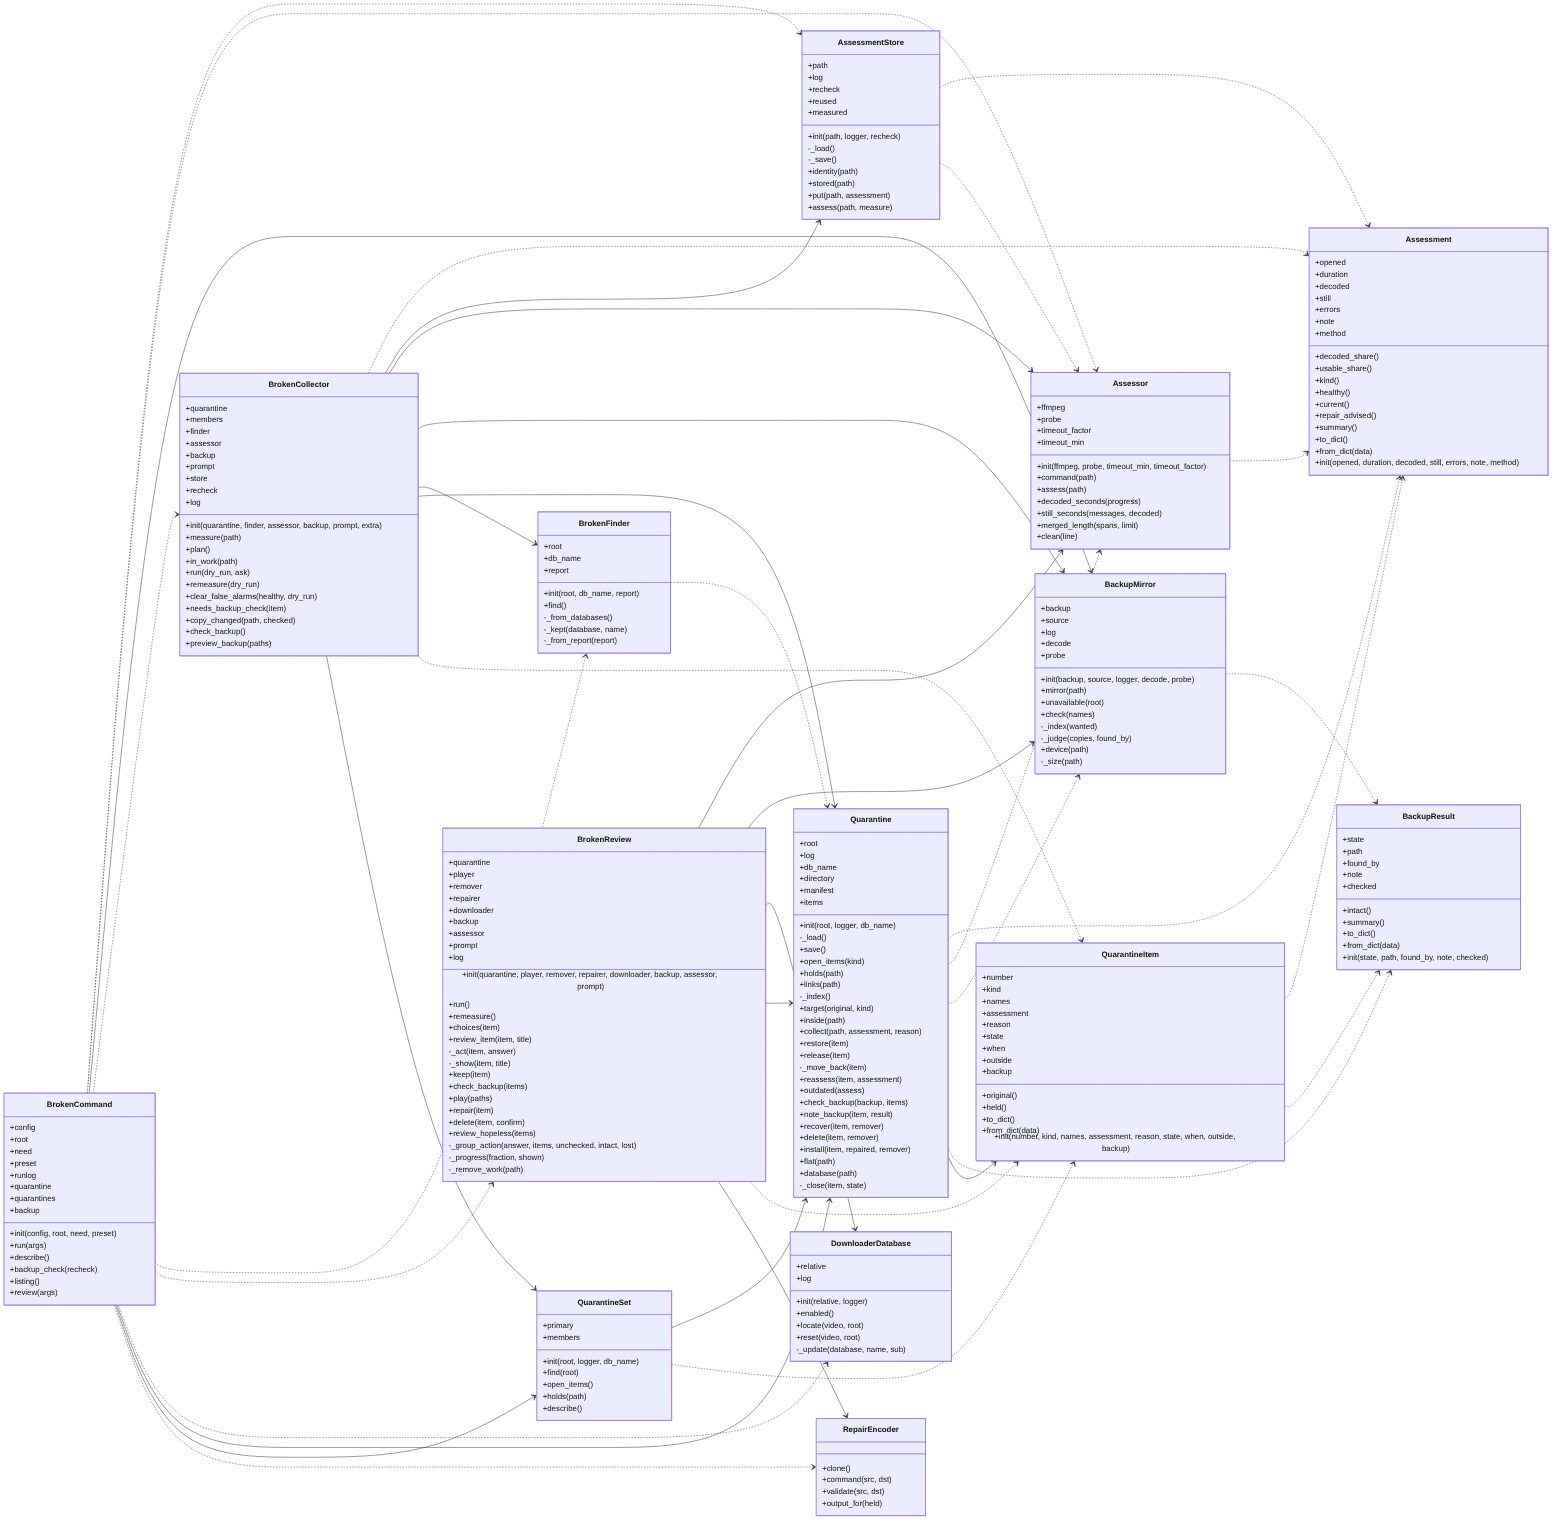 AssessmentStore
+path
+log
+recheck
+reused
+measured
+init(path, logger, recheck)
-_load()
-_save()
+identity(path)
+stored(path)
+put(path, assessment)
+assess(path, measure)
Assessment
+opened
+duration
+decoded
+still
+errors
+note
+method
+decoded_share()
+usable_share()
+kind()
+healthy()
+current()
+repair_advised()
+summary()
+to_dict()
+from_dict(data)
+init(opened, duration, decoded, still, errors, note, method)
BrokenCollector
+quarantine
+members
+finder
+assessor
+backup
+prompt
+store
+recheck
+log
+init(quarantine, finder, assessor, backup, prompt, extra)
+measure(path)
+plan()
+in_work(path)
+run(dry_run, ask)
+remeasure(dry_run)
+clear_false_alarms(healthy, dry_run)
+needs_backup_check(item)
+copy_changed(path, checked)
+check_backup()
+preview_backup(paths)
Assessor
+ffmpeg
+probe
+timeout_factor
+timeout_min
+init(ffmpeg, probe, timeout_min, timeout_factor)
+command(path)
+assess(path)
+decoded_seconds(progress)
+still_seconds(messages, decoded)
+merged_length(spans, limit)
+clean(line)
BrokenFinder
+root
+db_name
+report
+init(root, db_name, report)
+find()
-_from_databases()
-_kept(database, name)
-_from_report(report)
BackupMirror
+backup
+source
+log
+decode
+probe
+init(backup, source, logger, decode, probe)
+mirror(path)
+unavailable(root)
+check(names)
-_index(wanted)
-_judge(copies, found_by)
+device(path)
-_size(path)
BackupResult
+state
+path
+found_by
+note
+checked
+intact()
+summary()
+to_dict()
+from_dict(data)
+init(state, path, found_by, note, checked)
Quarantine
+root
+log
+db_name
+directory
+manifest
+items
+init(root, logger, db_name)
-_load()
+save()
+open_items(kind)
+holds(path)
+links(path)
-_index()
+target(original, kind)
+inside(path)
+collect(path, assessment, reason)
+restore(item)
+release(item)
-_move_back(item)
+reassess(item, assessment)
+outdated(assess)
+check_backup(backup, items)
+note_backup(item, result)
+recover(item, remover)
+delete(item, remover)
+install(item, repaired, remover)
+flat(path)
+database(path)
-_close(item, state)
BrokenReview
+quarantine
+player
+remover
+repairer
+downloader
+backup
+assessor
+prompt
+log
+init(quarantine, player, remover, repairer, downloader, backup, assessor,
prompt)
+run()
+remeasure()
+choices(item)
+review_item(item, title)
-_act(item, answer)
-_show(item, title)
+keep(item)
+check_backup(items)
+play(paths)
+repair(item)
+delete(item, confirm)
+review_hopeless(items)
-_group_action(answer, items, unchecked, intact, lost)
-_progress(fraction, shown)
-_remove_work(path)
QuarantineItem
+number
+kind
+names
+assessment
+reason
+state
+when
+outside
+backup
+original()
+held()
+to_dict()
+from_dict(data)
+init(number, kind, names, assessment, reason, state, when, outside,
backup)
BrokenCommand
+config
+root
+need
+preset
+runlog
+quarantine
+quarantines
+backup
+init(config, root, need, preset)
+run(args)
+describe()
+backup_check(recheck)
+listing()
+review(args)
DownloaderDatabase
+relative
+log
+init(relative, logger)
+enabled()
+locate(video, root)
+reset(video, root)
-_update(database, name, sub)
QuarantineSet
+primary
+members
+init(root, logger, db_name)
+find(root)
+open_items()
+holds(path)
+describe()
RepairEncoder
+clone()
+command(src, dst)
+validate(src, dst)
+output_for(held)